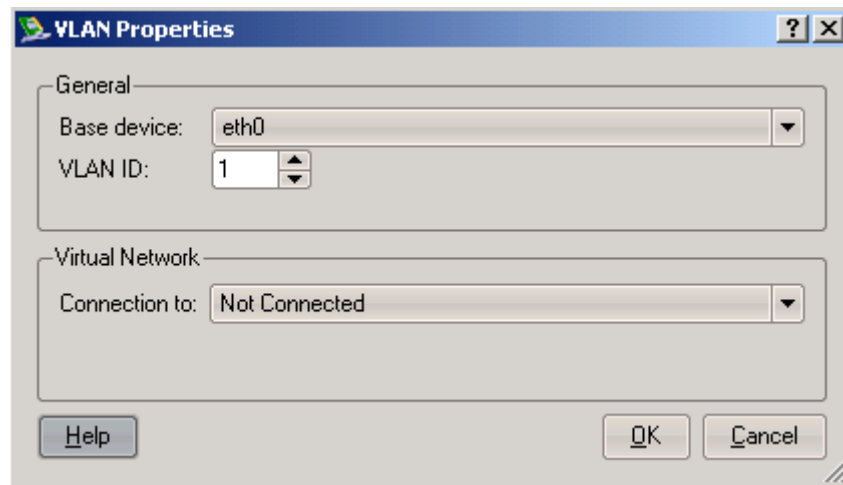 VLAN Properties
General
Base device: eth0
VLAN ID: 1
Virtual Network
Connection to: Not Connected
Help OK Cancel